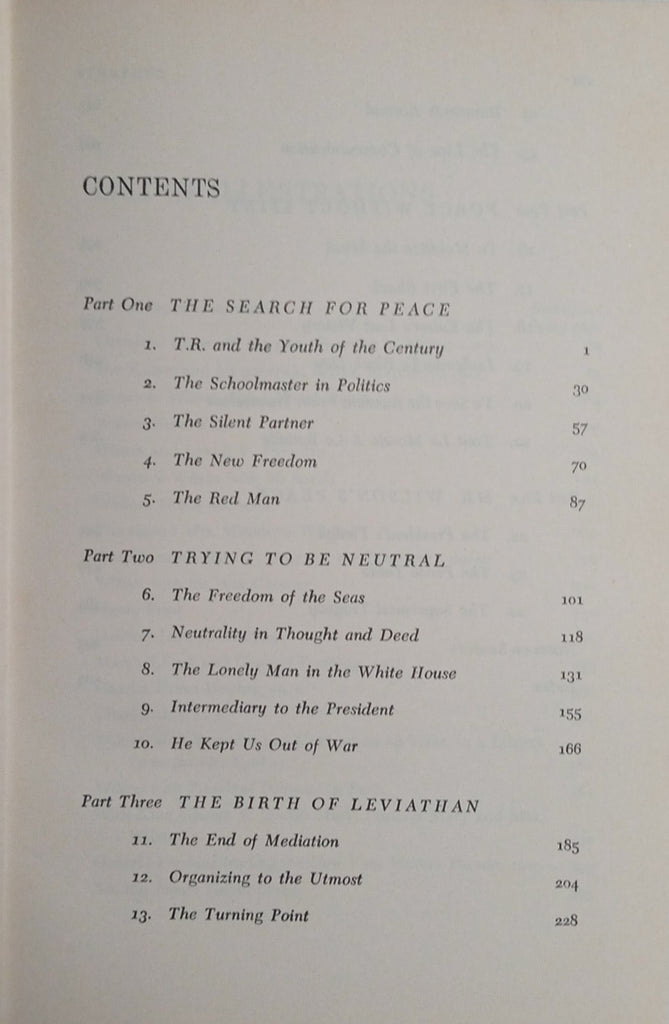 CONTENTS
Part One THE SEARCH FOR PEACE
1. T.R. and the Youth of the Century 1
2. The Schoolmaster in Politics 30
3. The Silent Partner 57
4. The New Freedom 70
5. The Red Man 87
Part Two TRYING TO BE NEUTRAL
6. The Freedom of the Seas 101
7. Neutrality in Thought and Deed 118
8. The Lonely Man in the White House 131
9. Intermediary to the President 155
10. He Kept Us Out of War 166
Part Three THE BIRTH OF LEVIATHAN
11. The End of Mediation 185
12. Organizing to the Utmost 204
13. The Turning Point 228